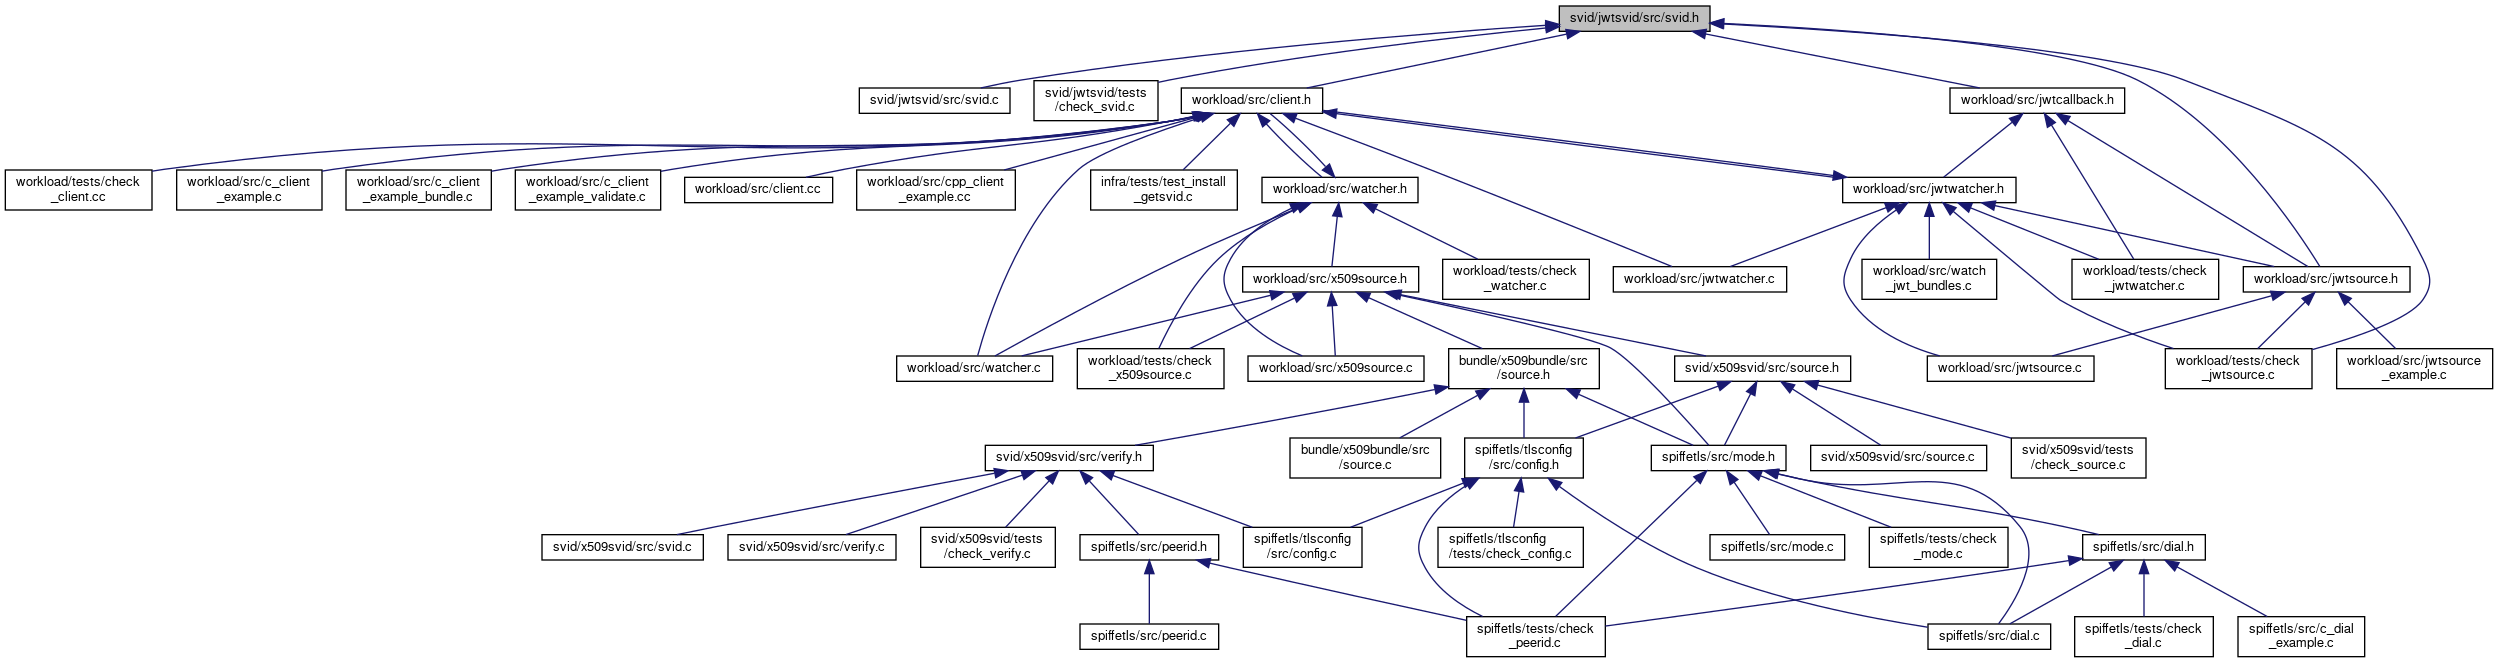 svid/jwtsvid/src/svid.h
svid/jwtsvid/src/svid.c
svid/jwtsvid/tests
/check_svid.c
workload/src/client.h
workload/src/jwtcallback.h
workload/tests/check
_client.cc
workload/src/c_client
_example.c
workload/src/c_client
_example_bundle.c
workload/src/c_client
_example_validate.c
workload/src/client.cc
workload/src/cpp_client
_example.cc
infra/tests/test_install
_getsvid.c
workload/src/watcher.h
workload/src/jwtwatcher.h
workload/src/x509source.h
workload/tests/check
_watcher.c
workload/src/jwtwatcher.c
workload/src/watch
_jwt_bundles.c
workload/tests/check
_jwtwatcher.c
workload/src/jwtsource.h
workload/src/watcher.c
workload/tests/check
_x509source.c
workload/src/x509source.c
bundle/x509bundle/src
/source.h
svid/x509svid/src/source.h
workload/src/jwtsource.c
workload/tests/check
_jwtsource.c
workload/src/jwtsource
_example.c
svid/x509svid/src/verify.h
bundle/x509bundle/src
/source.c
spiffetls/tlsconfig
/src/config.h
spiffetls/src/mode.h
svid/x509svid/src/source.c
svid/x509svid/tests
/check_source.c
svid/x509svid/src/svid.c
svid/x509svid/src/verify.c
svid/x509svid/tests
/check_verify.c
spiffetls/src/peerid.h
spiffetls/tlsconfig
/src/config.c
spiffetls/tlsconfig
/tests/check_config.c
spiffetls/src/mode.c
spiffetls/tests/check
_mode.c
spiffetls/src/dial.h
spiffetls/src/peerid.c
spiffetls/tests/check
_peerid.c
spiffetls/src/dial.c
spiffetls/tests/check
_dial.c
spiffetls/src/c_dial
_example.c